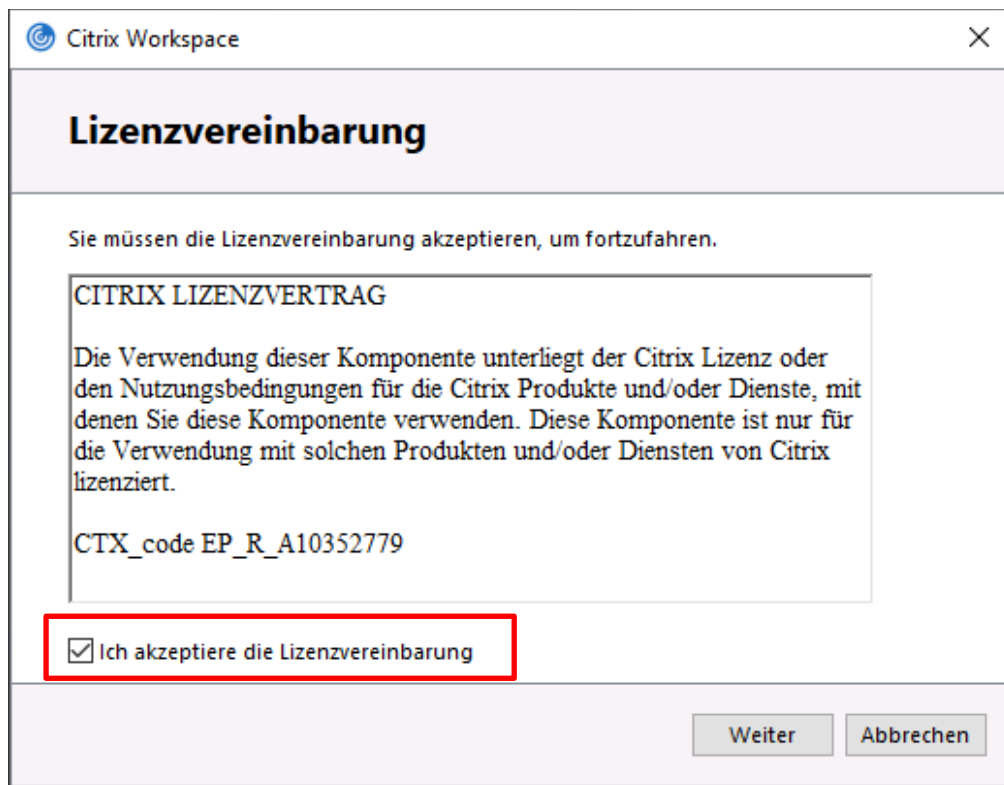 Citrix Workspace
Lizenzvereinbarung
Sie müssen die Lizenzvereinbarung akzeptieren, um fortzufahren.
CITRIX LIZENZVERTRAG
Die Verwendung dieser Komponente unterliegt der Citrix Lizenz oder
den Nutzungsbedingungen für die Citrix Produkte und/oder Dienste, mit
denen Sie diese Komponente verwenden. Diese Komponente ist nur für
die Verwendung mit solchen Produkten und/oder Diensten von Citrix
lizenziert.
CTX_code EP_R_A10352779
Ich akzeptiere die Lizenzvereinbarung
Weiter Abbrechen